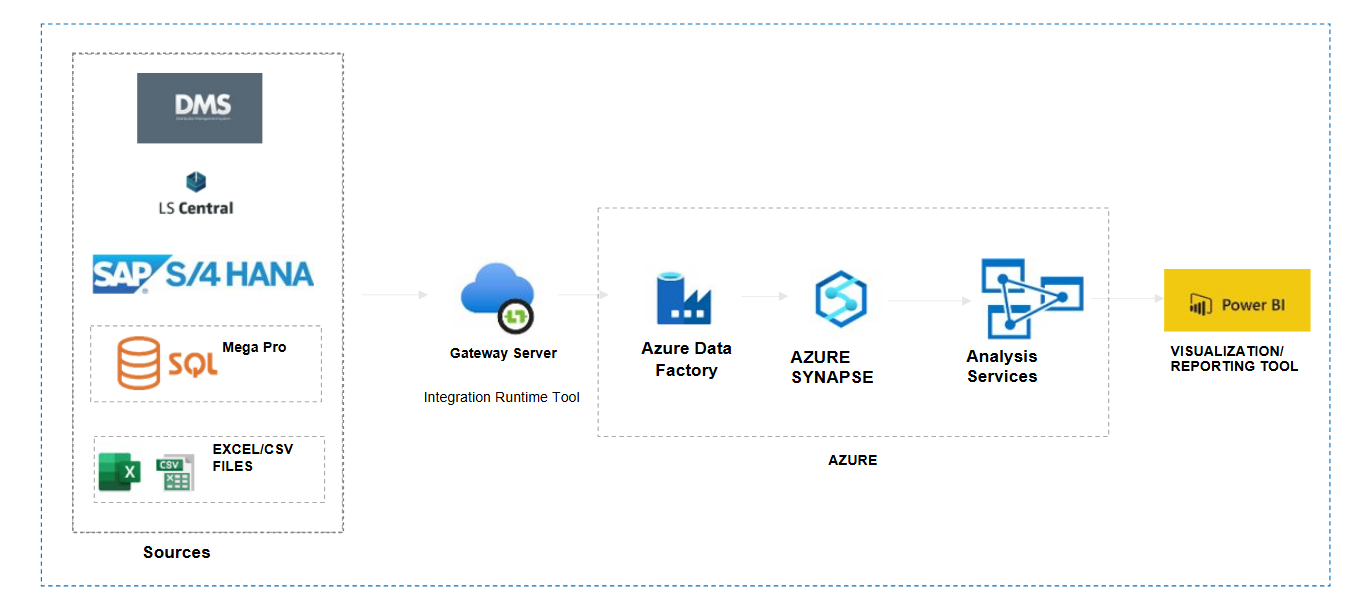 DMS
LS Central
SAP S/4 HANA
®
SQL
Mega Pro
X
CSV
EXCEL/CSV
FILES
Sources
Gateway Server
Integration Runtime Tool
Azure Data
Factory
AZURE
SYNAPSE
Analysis
Services
AZURE
Power BI
VISUALIZATION/
REPORTING TOOL